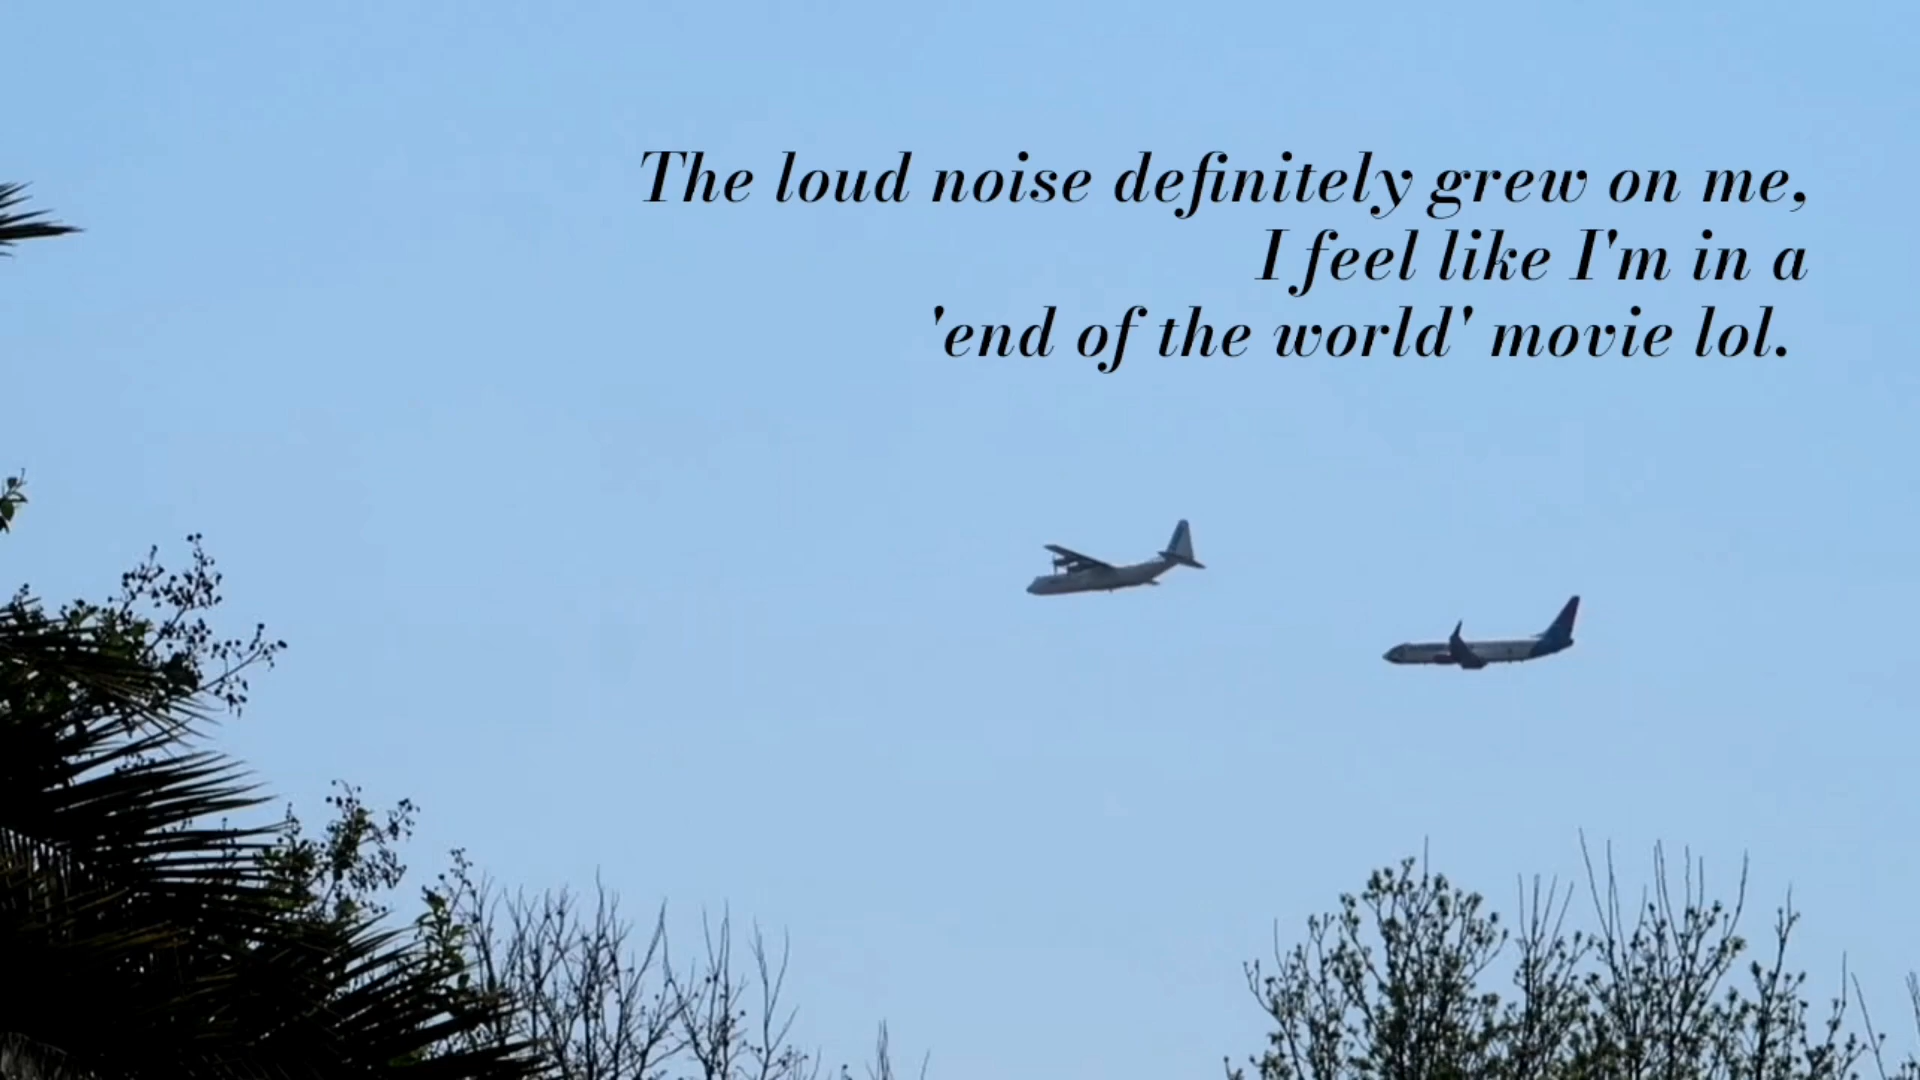 The loud noise definitely grew on me,
I feel like I'm in a
'end of the world' movie lol.